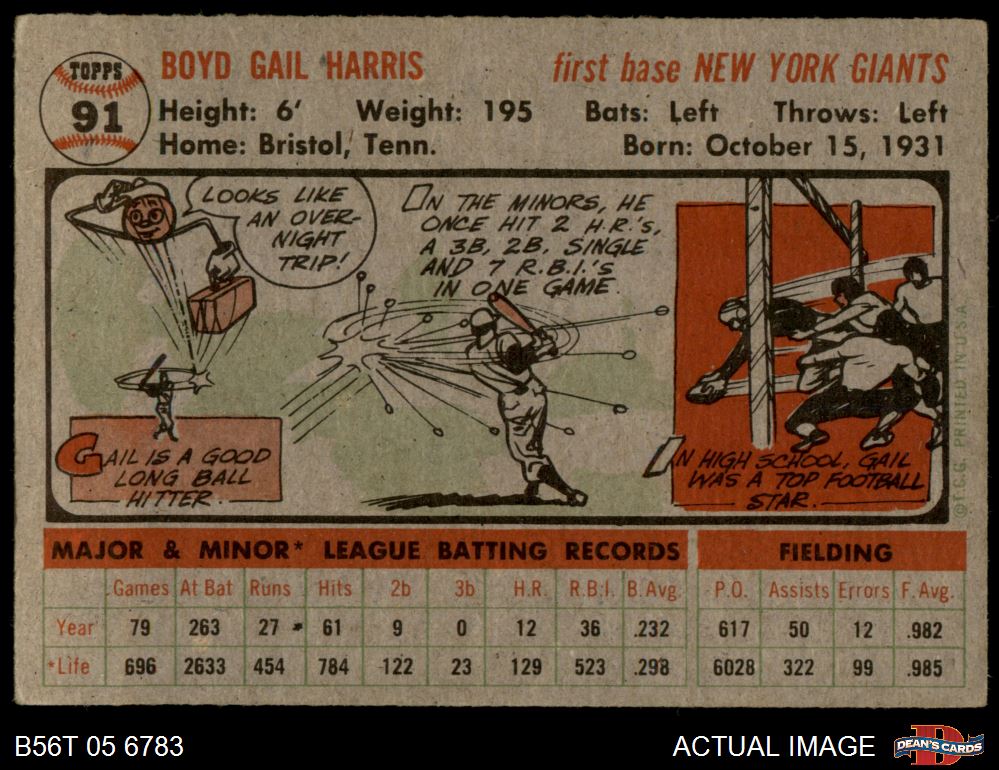 TOPPS
91
BOYD GAIL HARRIS first base NEW YORK GIANTS
Height: 6' Weight: 195 Bats: Left Throws: Left
Home: Bristol, Tenn. Born: October 15, 1931
LOOKS LIKE
AN OVER-
NIGHT
TRIP!
GAIL IS A GOOD
LONG BALL
HITTER.
IN THE MINORS, HE
ONCE HIT 2 H.R.'s,
A 3B, 2B, SINGLE
AND 7 R.B.I.'s
IN ONE GAME.
IN HIGH SCHOOL, GAIL
WAS A TOP FOOTBALL
STAR.
© T.C.G. PRINTED IN U.S.A.
MAJOR & MINOR* LEAGUE BATTING RECORDS FIELDING
Games At Bat Runs Hits 2b 3b H.R. R.B.I. B.Avg. P.O. Assists Errors F.Avg.
Year 79 263 27 61 9 0 12 36 .232 617 50 12 .982
*Life 696 2633 454 784 122 23 129 523 .298 6028 322 99 .985
B56T 05 6783 ACTUAL IMAGE D DEAN'S CARDS